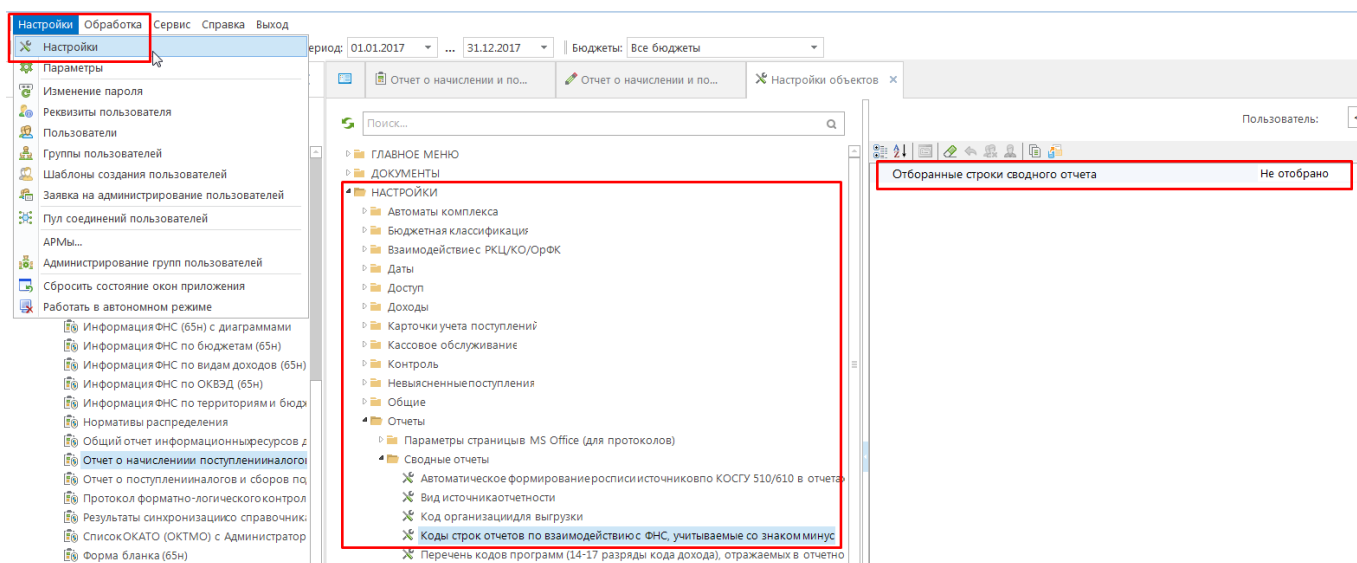 Настройки Обработка Сервис Справка Выход
Настройки
ериод: 01.01.2017 ... 31.12.2017 Бюджеты: Все бюджеты
Параметры
Изменение пароля
Реквизиты пользователя
Пользователи
Группы пользователей
Шаблоны создания пользователей
Заявка на администрирование пользователей
Пул соединений пользователей
АРМы...
Администрирование групп пользователей
Сбросить состояние окон приложения
Работать в автономном режиме
Информация ФНС (65н) с диаграммами
Информация ФНС по бюджетам (65н)
Информация ФНС по видам доходов (65н)
Информация ФНС по ОКВЭД (65н)
Информация ФНС по территориям и бюдж
Нормативы распределения
Общий отчет информационных ресурсов д
Отчет о начислении и поступлении налогов
Отчет о поступлении налогов и сборов по
Протокол форматно-логического контрол
Результаты синхронизации со справочник
Список ОКАТО (ОКТМО) с Администратор
Форма бланка (65н)
Отчет о начислении и по...
Отчет о начислении и по...
Настройки объектов
Поиск...
ГЛАВНОЕ МЕНЮ
ДОКУМЕНТЫ
НАСТРОЙКИ
Автоматы комплекса
Бюджетная классификация
Взаимодействие с РКЦ/КО/ОрФК
Даты
Доступ
Доходы
Карточки учета поступлений
Кассовое обслуживание
Контроль
Невыясненные поступления
Общие
Отчеты
Параметры страницы в MS Office (для протоколов)
Сводные отчеты
Автоматическое формирование росписи источников по КОСГУ 510/610 в отчета
Вид источника отчетности
Код организации для выгрузки
Коды строк отчетов по взаимодействию с ФНС, учитываемые со знаком минус
Перечень кодов программ (14-17 разряды кода дохода), отражаемых в отчетно
Пользователь:
Отборанные строки сводного отчета Не отобрано